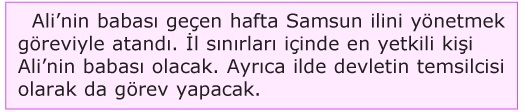 Ali’nin babası geçen hafta Samsun ilini yönetmek
göreviyle atandı. İl sınırları içinde en yetkili kişi
Ali’nin babası olacak. Ayrıca ilde devletin temsilcisi
olarak da görev yapacak.